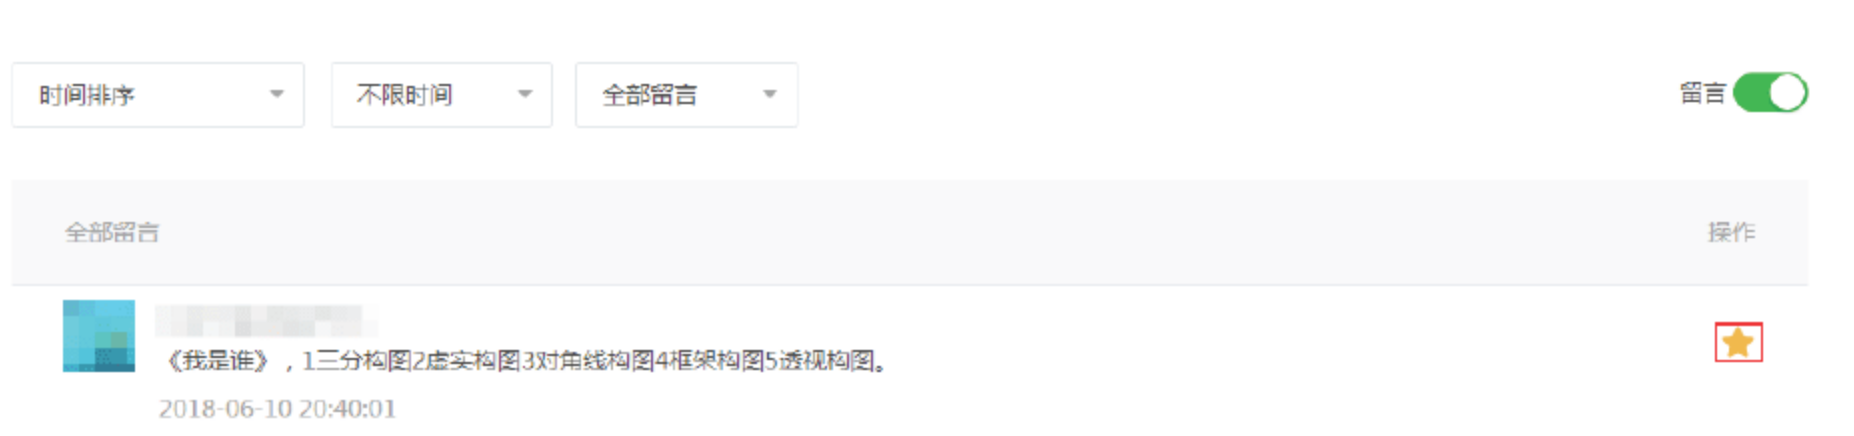 时间排序 不限时间 全部留言 留言
全部留言 操作
《我是谁》，1三分构图2虚实构图3对角线构图4框架构图5透视构图。
2018-06-10 20:40:01